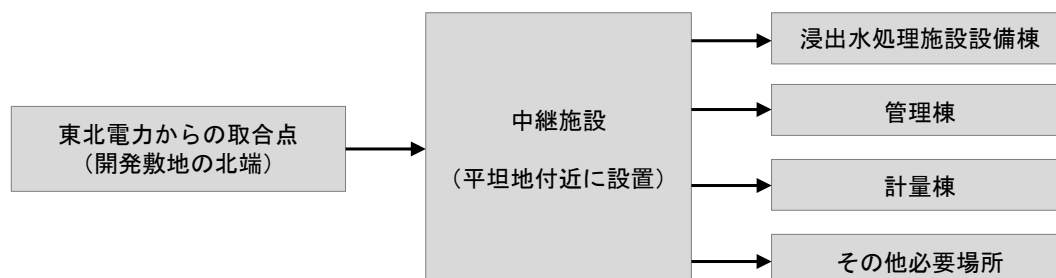 東北電力からの取合点
（開発敷地の北端）
中継施設
（平坦地付近に設置）
浸出水処理施設設備棟
管理棟
計量棟
その他必要場所